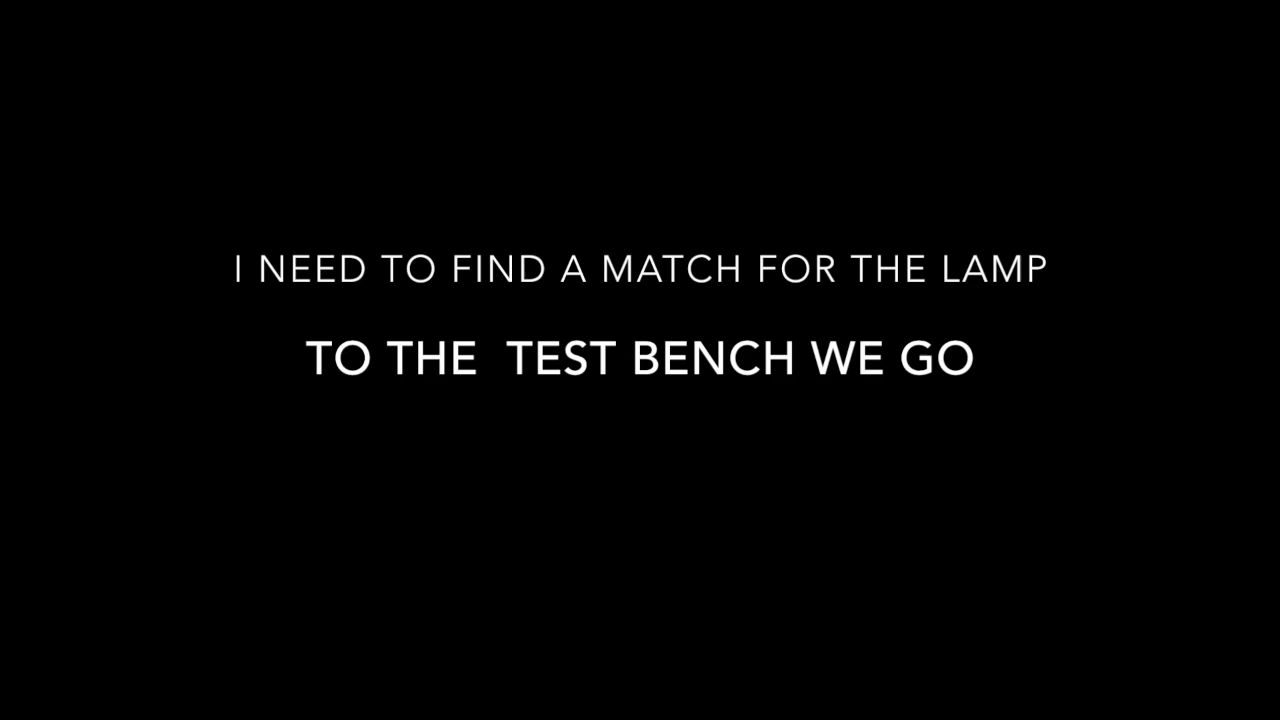 I NEED TO FIND A MATCH FOR THE LAMP
TO THE  TEST BENCH WE GO